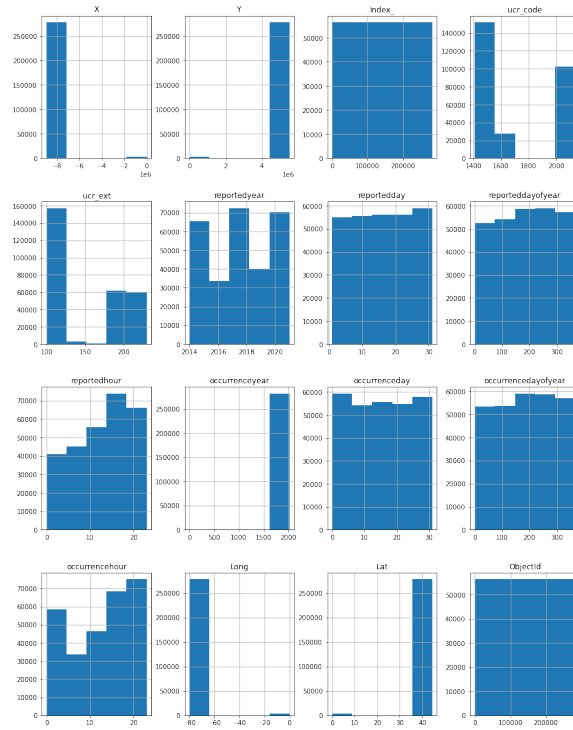 X Y Index_ ucr_code
250000 250000 50000 140000
200000 200000 40000 120000
150000 150000 30000 100000
100000 100000 20000 80000
50000 50000 10000 60000
0 0 0 40000
20000
0
−8 −6 −4 −2 0 0 2 4 0 100000 200000 1400 1600 1800 2000
1e6 1e6
ucr_ext reportedyear reportedday reporteddayofyear
160000 70000 60000 60000
140000 60000 50000 50000
120000 50000 40000 40000
100000 40000 30000 30000
80000 30000 20000 20000
60000 20000 10000 10000
40000 10000 0 0
20000 0
0
100 150 200 2014 2016 2018 2020 0 10 20 30 0 100 200 300
reportedhour occurrenceyear occurrenceday occurrencedayofyear
70000 250000 60000 60000
60000 200000 50000 50000
50000 150000 40000 40000
40000 100000 30000 30000
30000 50000 20000 20000
20000 0 10000 10000
10000 0 0
0
0 10 20 0 500 1000 1500 2000 0 10 20 30 0 100 200 300
occurrencehour Long Lat ObjectId
70000 250000 250000 50000
60000 200000 200000 40000
50000 150000 150000 30000
40000 100000 100000 20000
30000 50000 50000 10000
20000 0 0 0
10000
0
0 10 20 −80 −60 −40 −20 0 0 10 20 30 40 0 100000 200000